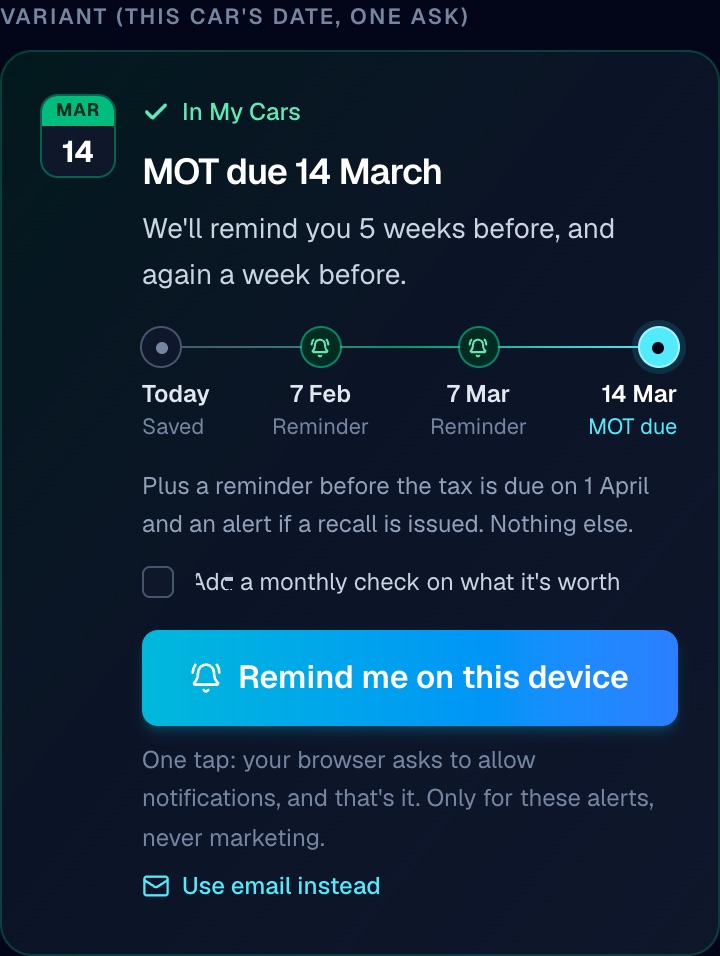 VARIANT (THIS CAR'S DATE, ONE ASK)
MAR
14
In My Cars
MOT due 14 March
We'll remind you 5 weeks before, and
again a week before.
Today
7 Feb
7 Mar
14 Mar
Saved
Reminder
Reminder
MOT due
Plus a reminder before the tax is due on 1 April
and an alert if a recall is issued. Nothing else.
a monthly check on what it's worth
Remind me on this device
One tap: your browser asks to allow
notifications, and that's it. Only for these alerts,
never marketing.
Use email instead